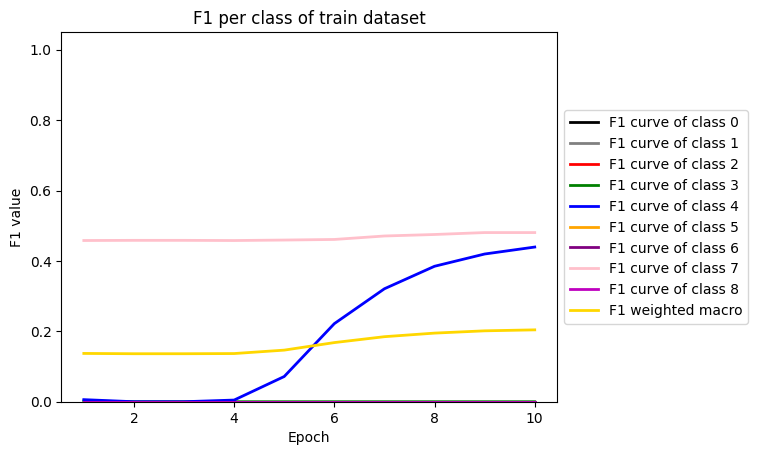 F1 per class of train dataset
1.0
0.8
0.6
0.4
0.2
0.0
F1 value
2
4
6
8
10
Epoch
F1 curve of class 0
F1 curve of class 1
F1 curve of class 2
F1 curve of class 3
F1 curve of class 4
F1 curve of class 5
F1 curve of class 6
F1 curve of class 7
F1 curve of class 8
F1 weighted macro